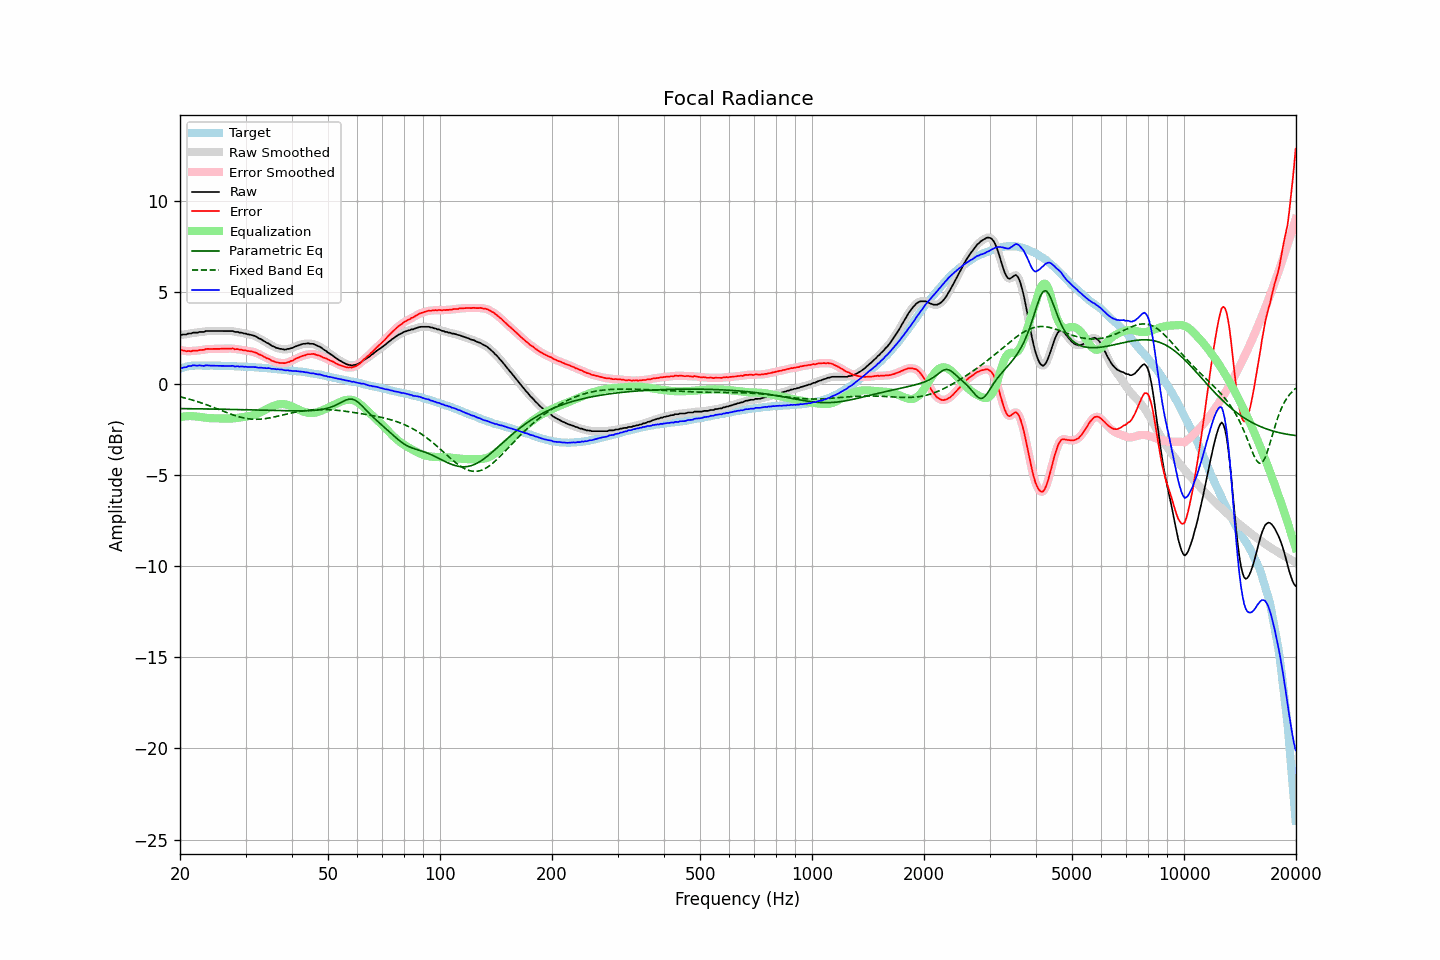 Focal Radiance
Target
Raw Smoothed
Error Smoothed
Raw
Error
Equalization
Parametric Eq
Fixed Band Eq
Equalized
10
5
0
−5
−10
−15
−20
−25
Amplitude (dBr)
20
50
100
200
500
1000
2000
5000
10000
20000
Frequency (Hz)